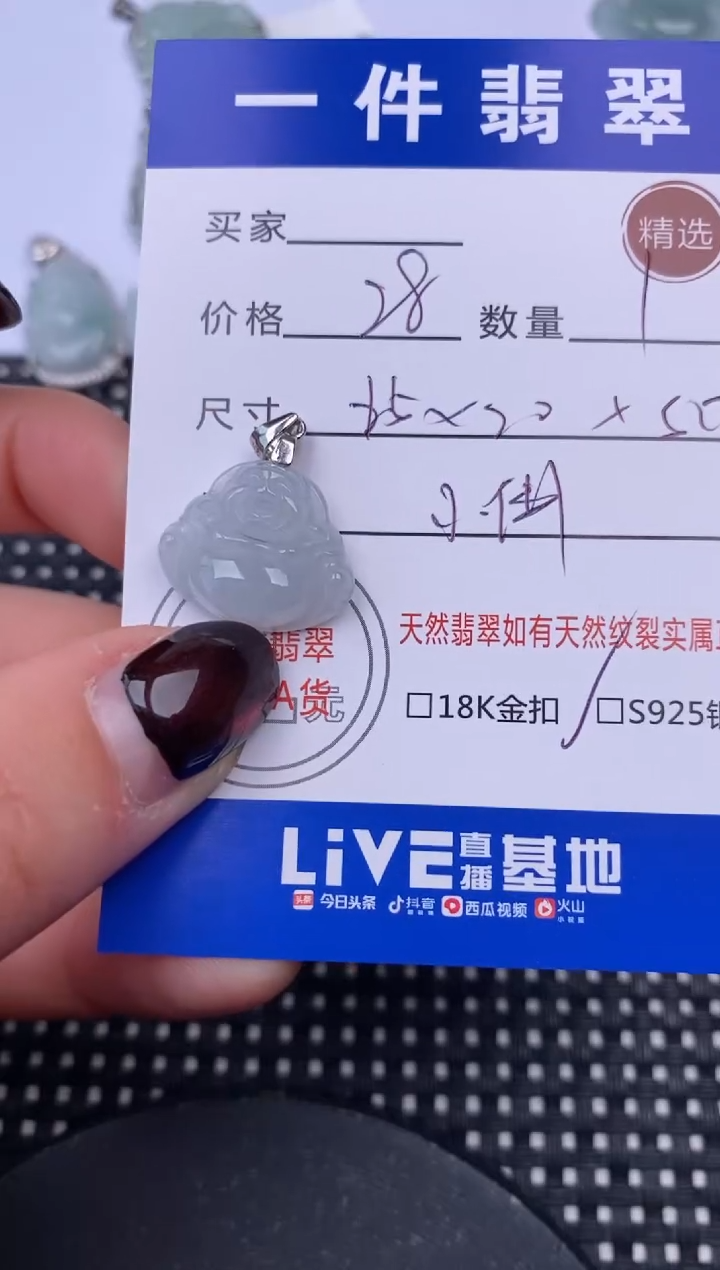 一件翡翠
精选
买家
价格 28 数量 1
尺寸
翡翠
天然翡翠如有天然纹裂实属
A货
□18K金扣 □S925银
LiVE直播基地
今日头条 抖音 西瓜视频 火山
小视频